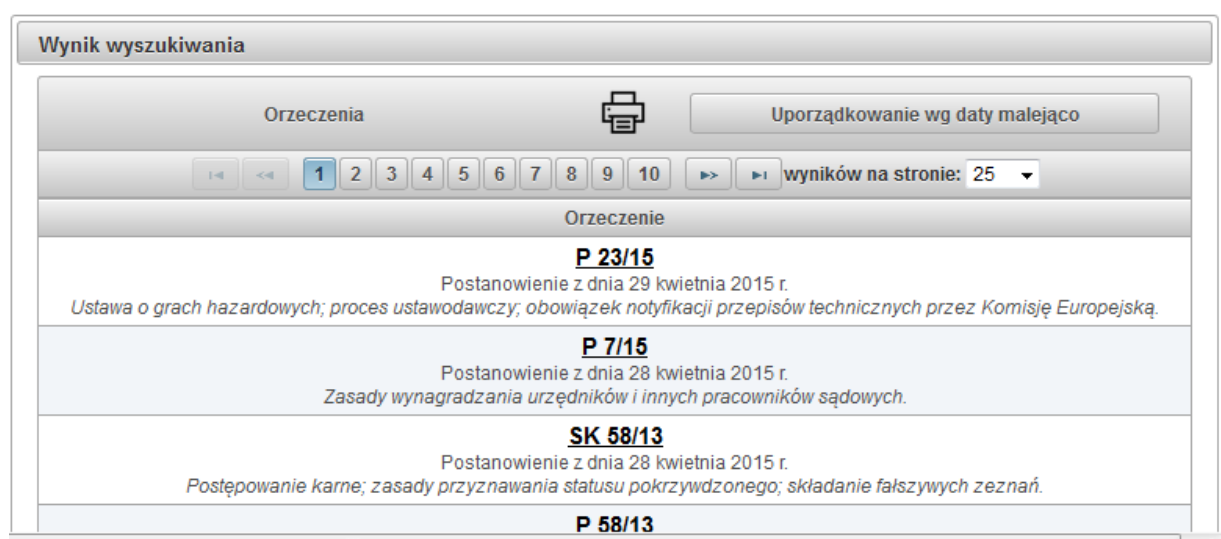 Wynik wyszukiwania
Orzeczenia Uporządkowanie wg daty malejąco
1 2 3 4 5 6 7 8 9 10 wyników na stronie: 25
Orzeczenie
P 23/15
Postanowienie z dnia 29 kwietnia 2015 r.
Ustawa o grach hazardowych; proces ustawodawczy; obowiązek notyfikacji przepisów technicznych przez Komisję Europejską.
P 7/15
Postanowienie z dnia 28 kwietnia 2015 r.
Zasady wynagradzania urzędników i innych pracowników sądowych.
SK 58/13
Postanowienie z dnia 28 kwietnia 2015 r.
Postępowanie karne; zasady przyznawania statusu pokrzywdzonego; składanie fałszywych zeznań.
P 58/13